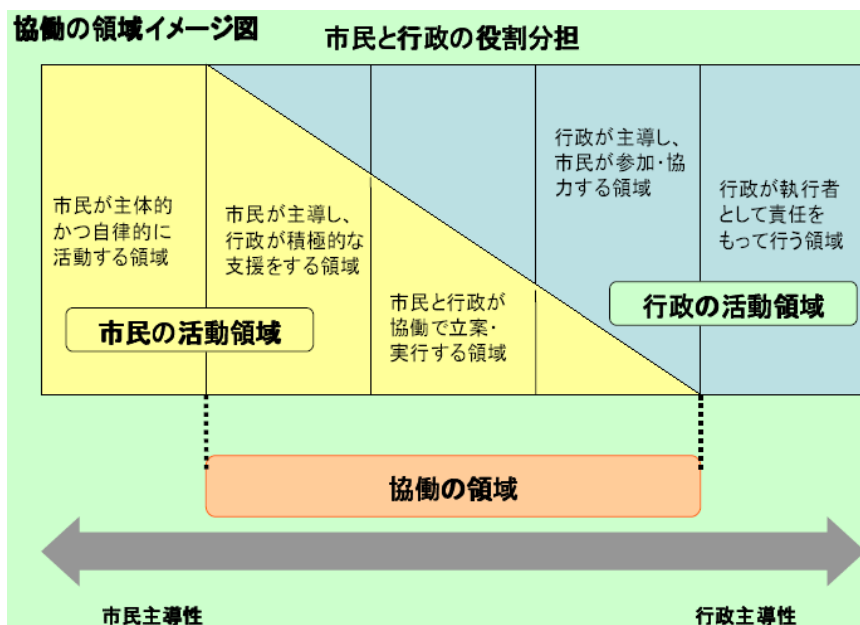 協働の領域イメージ図
市民と行政の役割分担
市民が主体的
かつ自律的に
活動する領域
市民が主導し、
行政が積極的な
支援をする領域
市民と行政が
協働で立案・
実行する領域
行政が主導し、
市民が参加・協
力する領域
行政が執行者
として責任を
もって行う領域
市民の活動領域
行政の活動領域
協働の領域
市民主導性
行政主導性